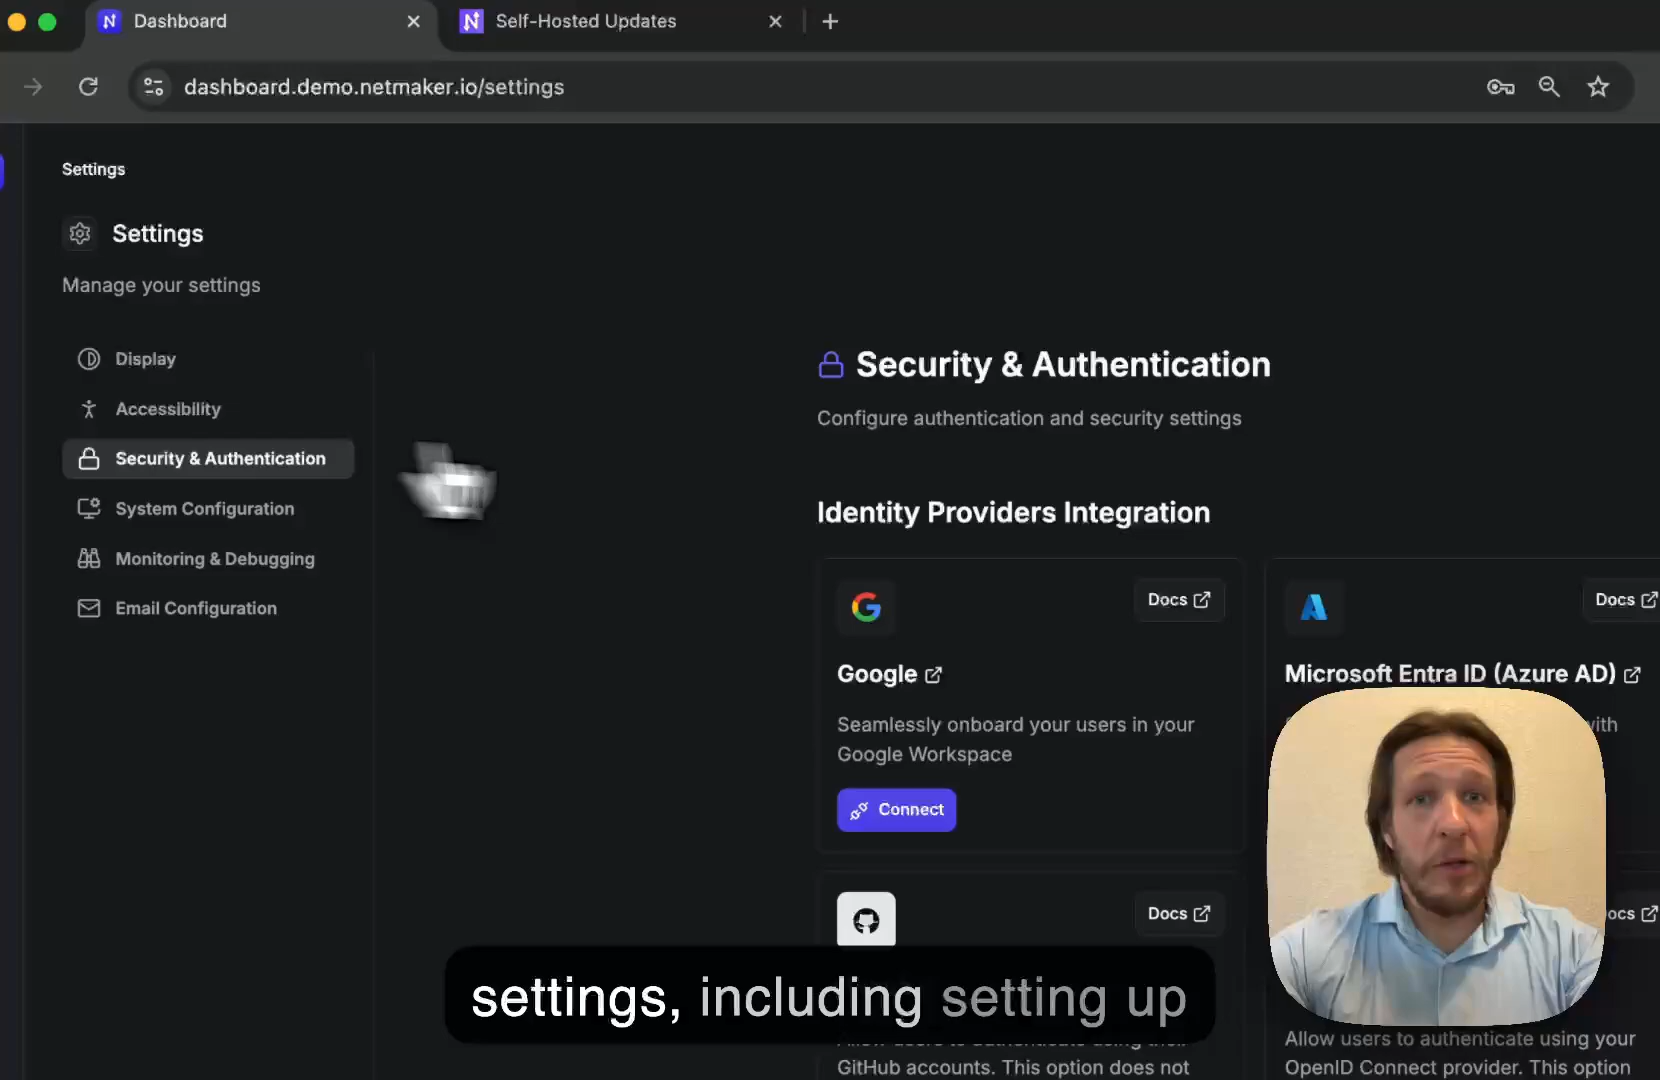 Dashboard
Self-Hosted Updates
dashboard.demo.netmaker.io/settings
Settings
Settings
Manage your settings
Display
Accessibility
Security & Authentication
System Configuration
Monitoring & Debugging
Email Configuration
Security & Authentication
Configure authentication and security settings
Identity Providers Integration
Docs
Google
Seamlessly onboard your users in your
Google Workspace
Connect
Docs
Microsoft Entra ID (Azure AD)
with
Docs
settings, including setting up
GitHub accounts. This option does not
Allow users to authenticate using your
OpenID Connect provider. This option